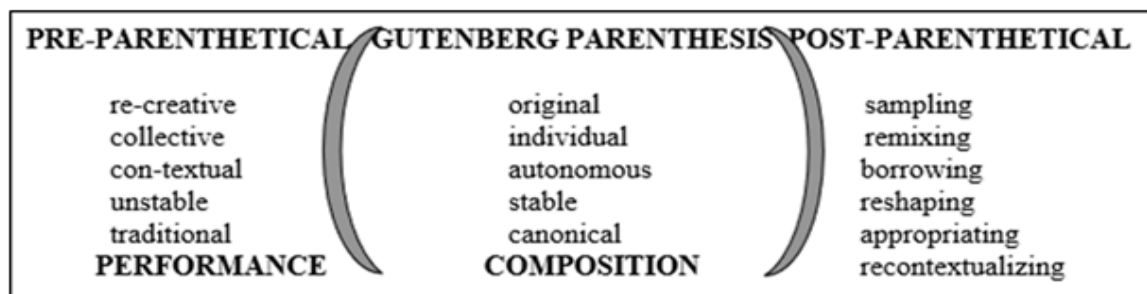 PRE-PARENTHETICAL GUTENBERG PARENTHESIS POST-PARENTHETICAL
re-creative original sampling
collective individual remixing
con-textual autonomous borrowing
unstable stable reshaping
traditional canonical appropriating
PERFORMANCE COMPOSITION recontextualizing